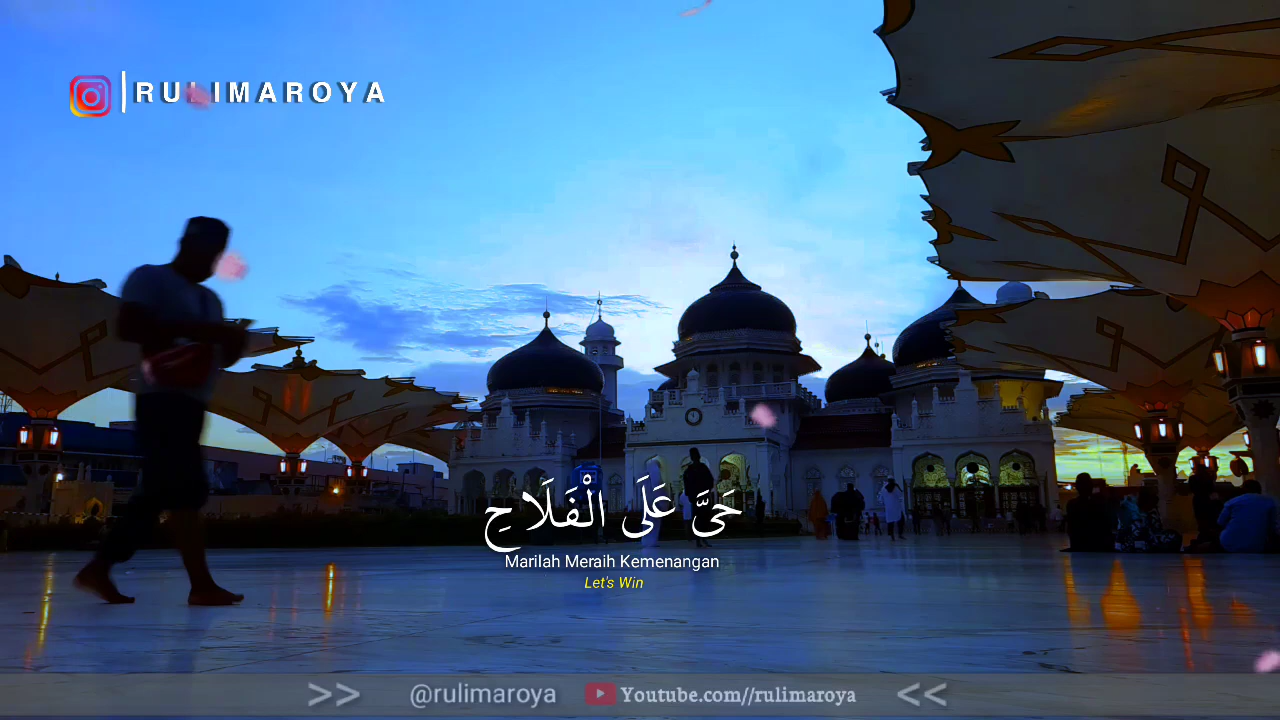 RULIMAROYA
حَيَّ عَلَى الْفَلَاحِ
Marilah Meraih Kemenangan
Let's Win
>> @rulimaroya Youtube.com//rulimaroya <<